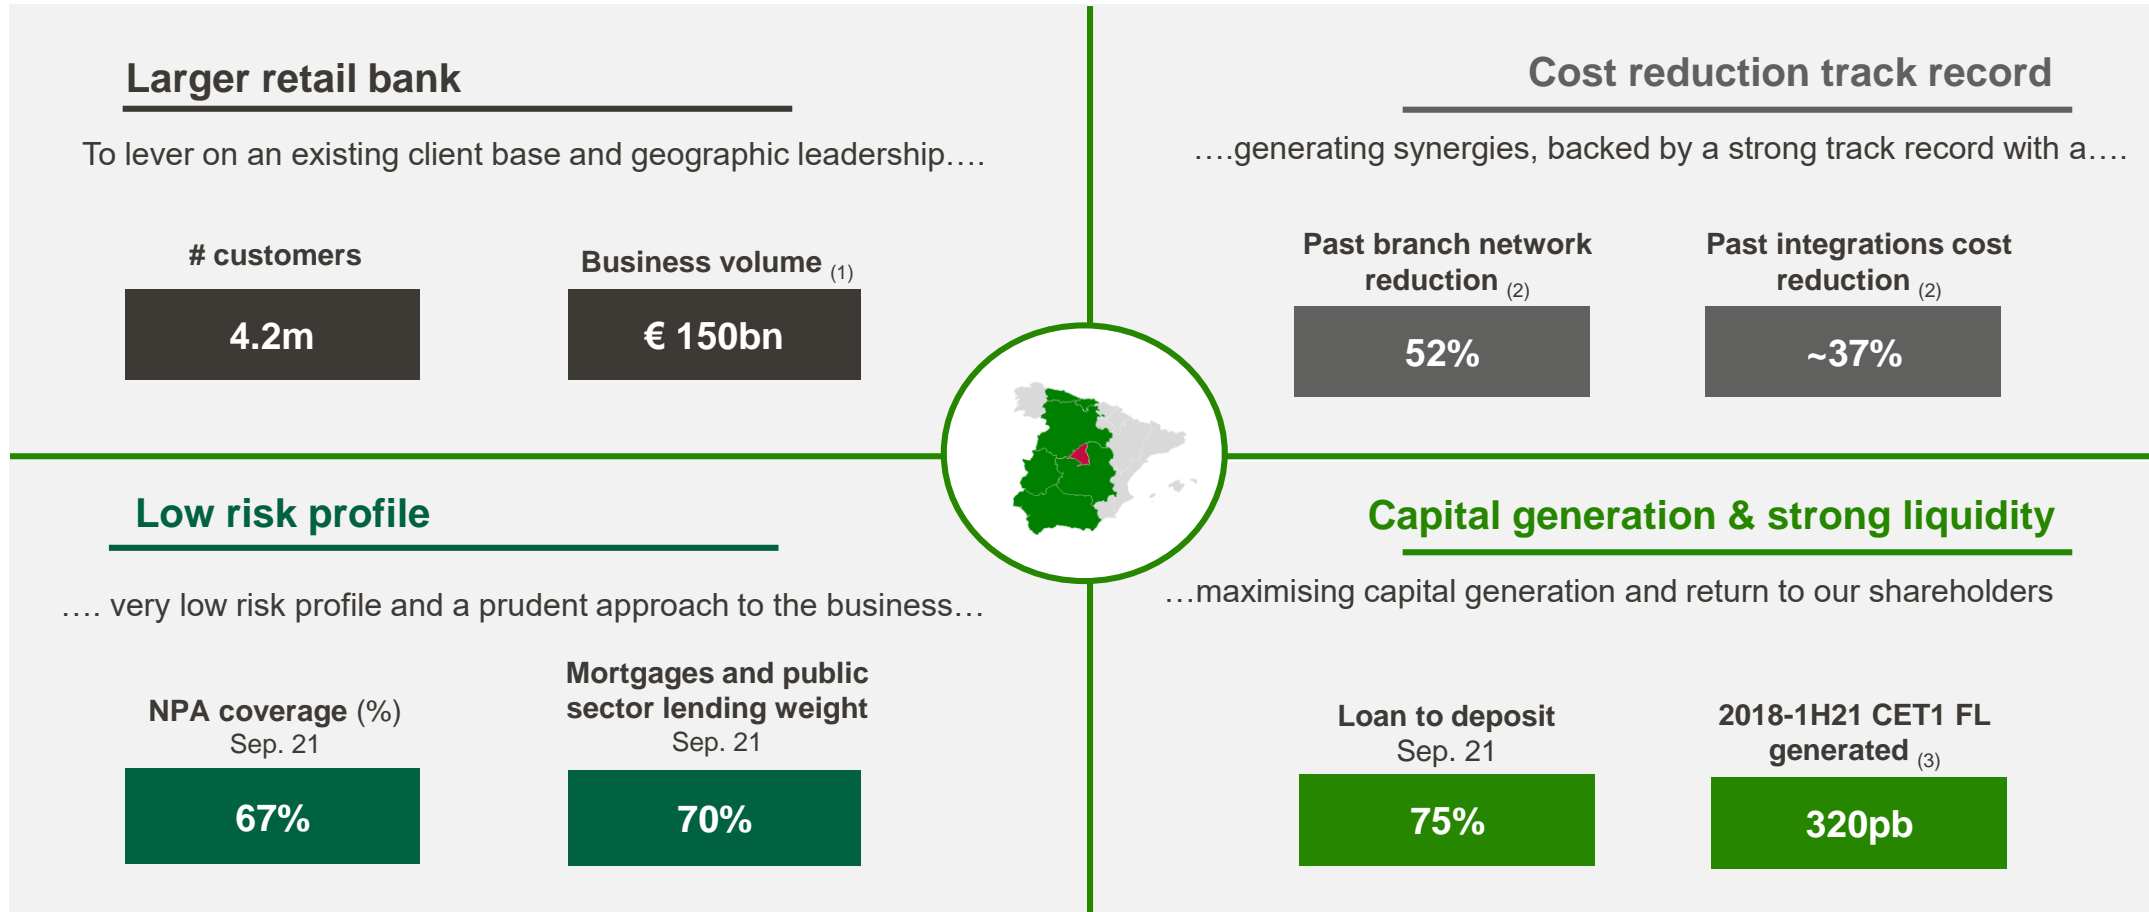 Larger retail bank
To lever on an existing client base and geographic leadership….
# customers
4.2m
Business volume (1)
€ 150bn
Cost reduction track record
….generating synergies, backed by a strong track record with a….
Past branch network
reduction (2)
52%
Past integrations cost
reduction (2)
~37%
Low risk profile
…. very low risk profile and a prudent approach to the business…
NPA coverage (%)
Sep. 21
67%
Mortgages and public
sector lending weight
Sep. 21
70%
Capital generation & strong liquidity
…maximising capital generation and return to our shareholders
Loan to deposit
Sep. 21
75%
2018-1H21 CET1 FL
generated (3)
320pb